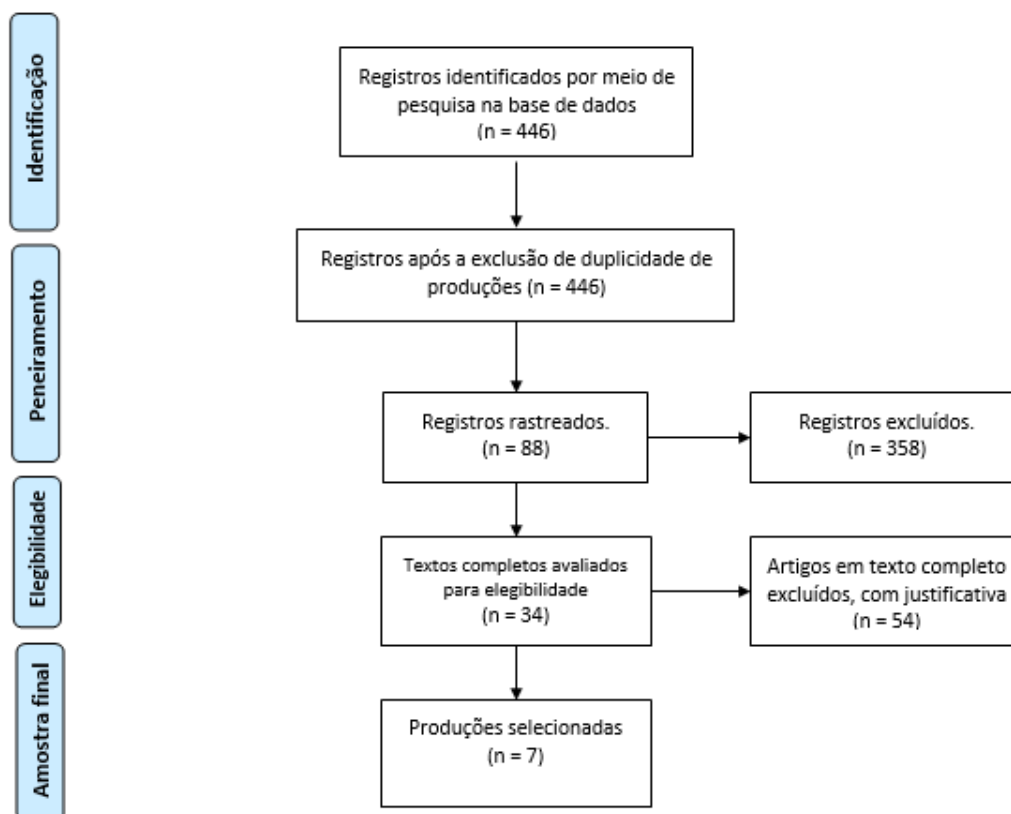 Identificação
Registros identificados por meio de
pesquisa na base de dados
(n = 446)
Peneiramento
Registros após a exclusão de duplicidade de
produções (n = 446)
Registros rastreados.
(n = 88)
Registros excluídos.
(n = 358)
Elegibilidade
Textos completos avaliados
para elegibilidade
(n = 34)
Artigos em texto completo
excluídos, com justificativa
(n = 54)
Amostra final
Produções selecionadas
(n = 7)